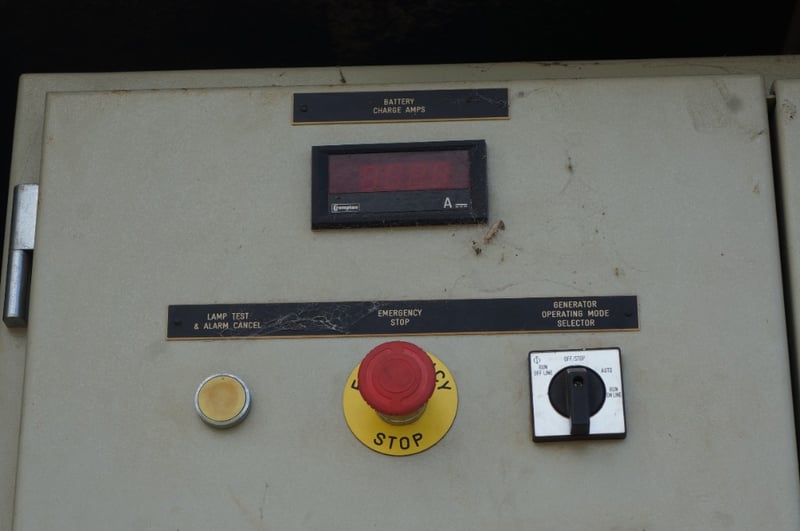 BATTERY
CHARGE AMPS
Crompton
A
LAMP TEST
& ALARM CANCEL
EMERGENCY
STOP
GENERATOR
OPERATING MODE
SELECTOR
STOP
OFF/STOP
RUN
OFF LINE
AUTO
RUN
ON LINE